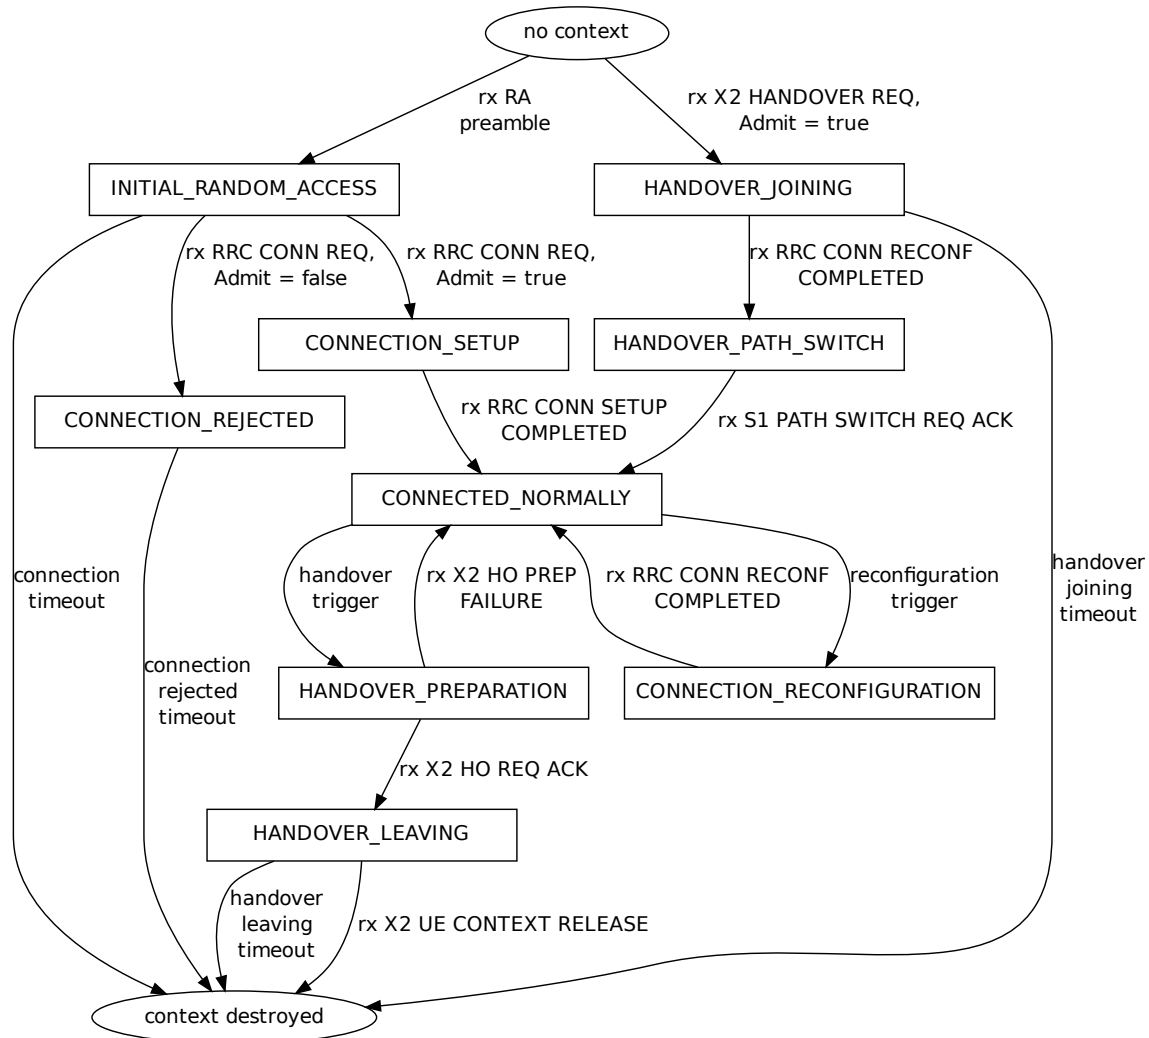 no context
rx RA
preamble
rx X2 HANDOVER REQ,
Admit = true
INITIAL_RANDOM_ACCESS
HANDOVER_JOINING
rx RRC CONN REQ,
Admit = false
rx RRC CONN REQ,
Admit = true
rx RRC CONN RECONF
COMPLETED
CONNECTION_SETUP
HANDOVER_PATH_SWITCH
CONNECTION_REJECTED
rx RRC CONN SETUP
COMPLETED
rx S1 PATH SWITCH REQ ACK
CONNECTED_NORMALLY
connection
timeout
handover
trigger
rx X2 HO PREP
FAILURE
rx RRC CONN RECONF
COMPLETED
reconfiguration
trigger
handover
joining
timeout
connection
rejected
timeout
HANDOVER_PREPARATION
CONNECTION_RECONFIGURATION
rx X2 HO REQ ACK
HANDOVER_LEAVING
handover
leaving
timeout
rx X2 UE CONTEXT RELEASE
context destroyed